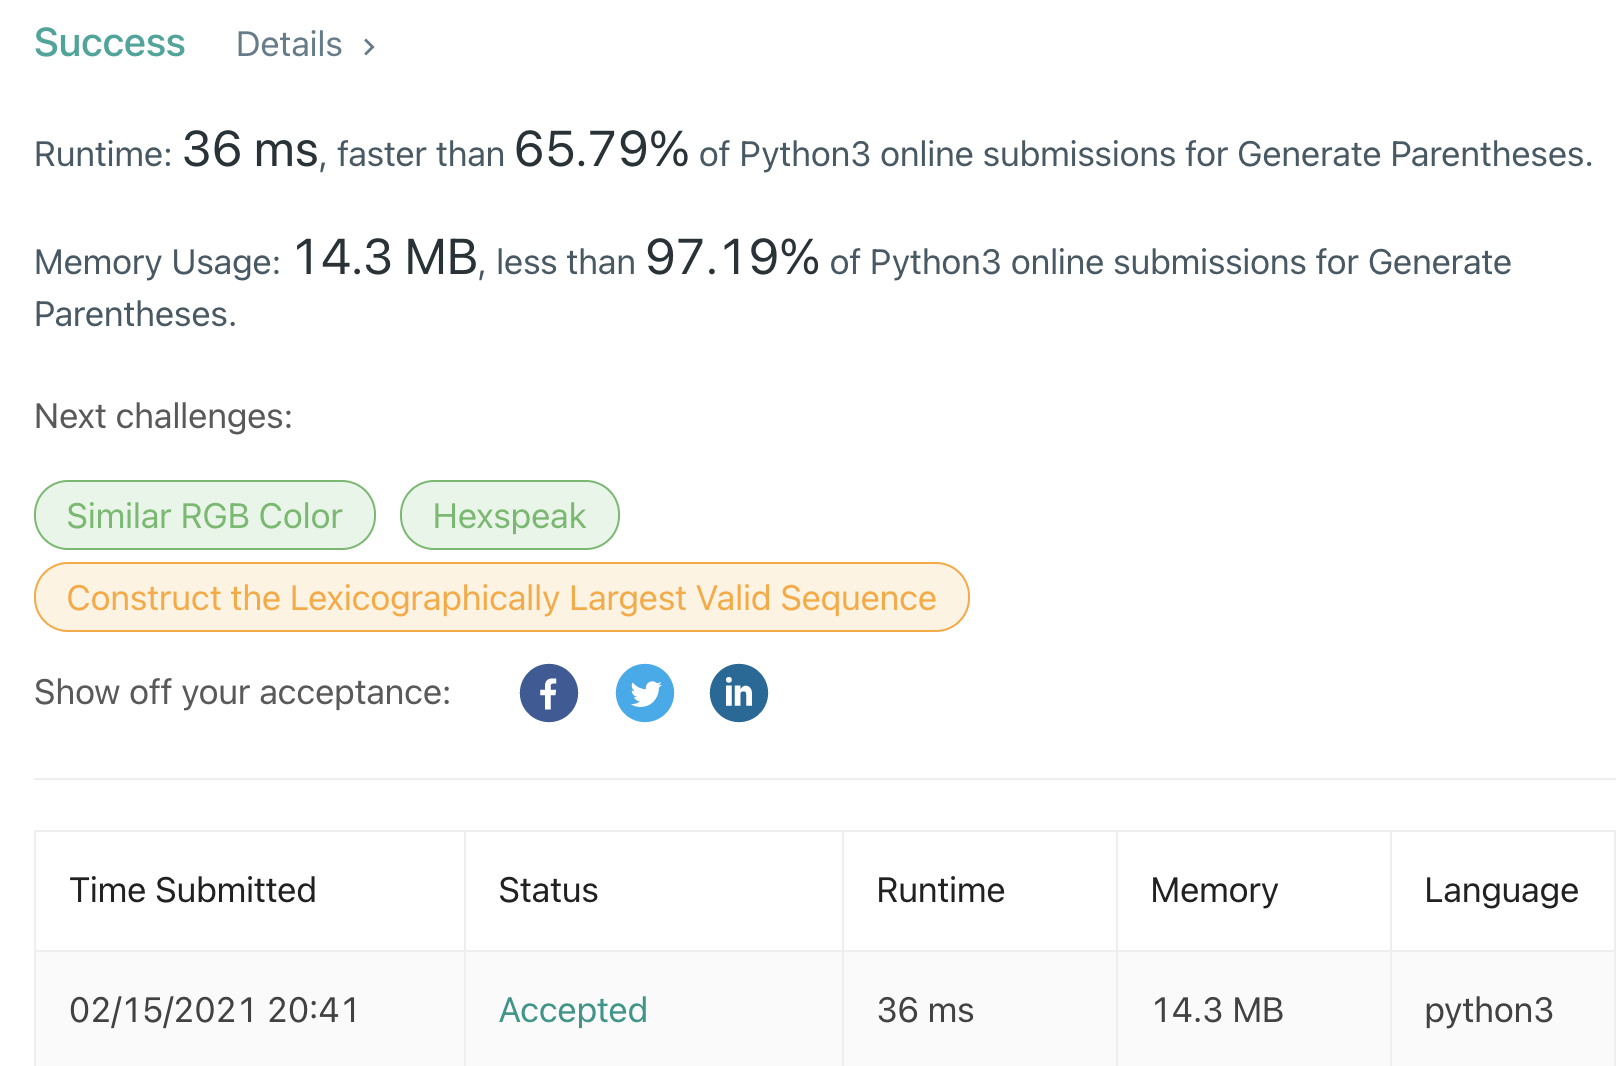 Success Details >
Runtime: 36 ms, faster than 65.79% of Python3 online submissions for Generate Parentheses.
Memory Usage: 14.3 MB, less than 97.19% of Python3 online submissions for Generate
Parentheses.
Next challenges:
Similar RGB Color Hexspeak
Construct the Lexicographically Largest Valid Sequence
Show off your acceptance: f in
Time Submitted Status Runtime Memory Language
02/15/2021 20:41 Accepted 36 ms 14.3 MB python3